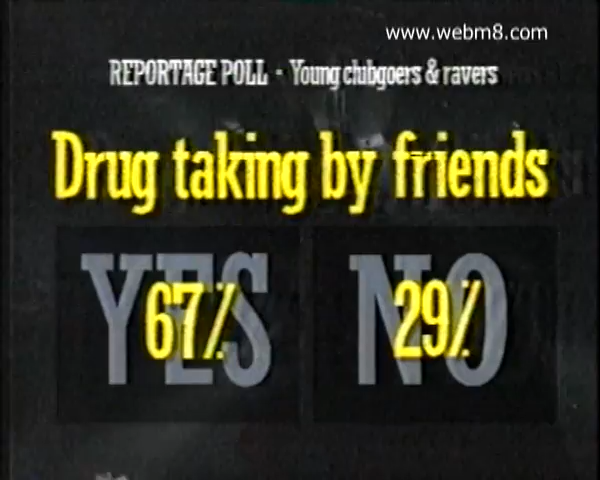 www.webm8.com
REPORTAGE POLL - Young clubgoers & ravers
Drug taking by friends
YES NO
67% 29%